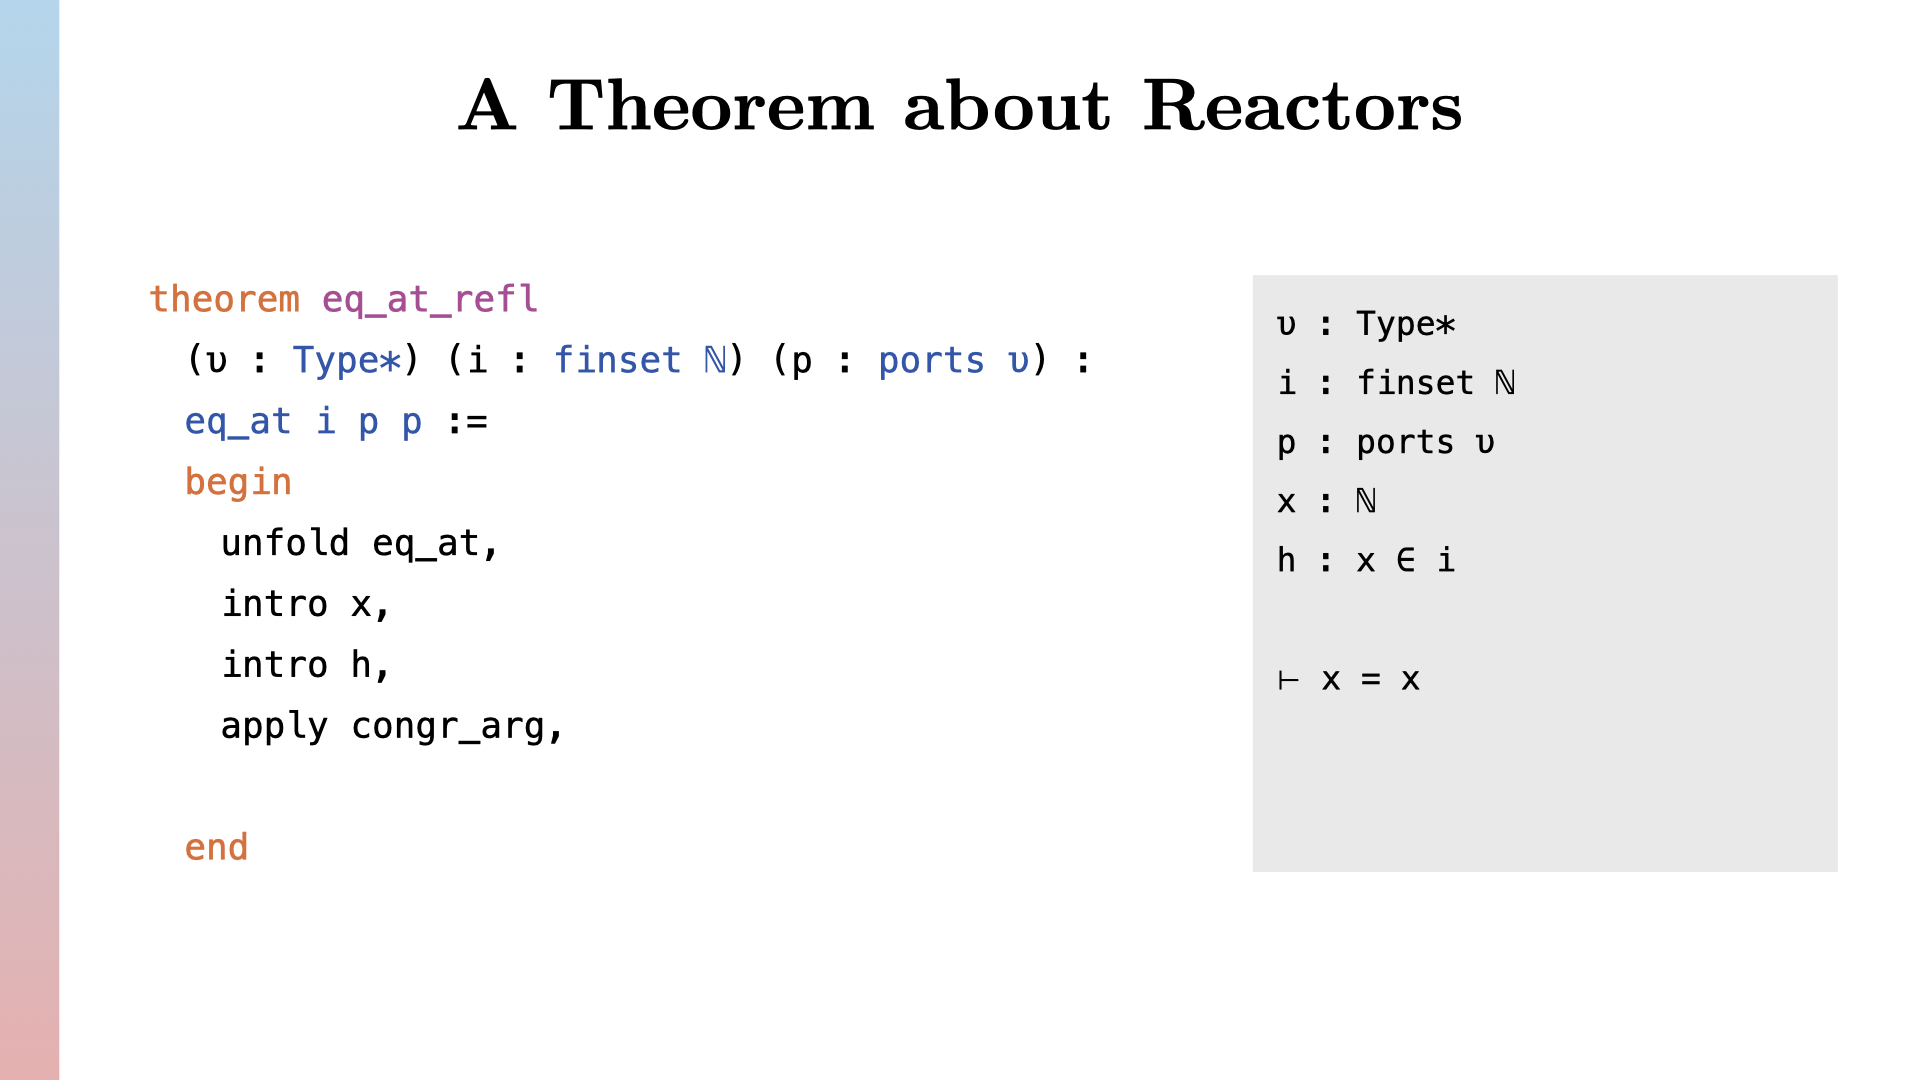 A Theorem about Reactors
theorem eq_at_refl
(υ : Type*) (i : finset ℕ) (p : ports υ) :
eq_at i p p :=
begin
unfold eq_at,
intro x,
intro h,
apply congr_arg,
end
υ : Type*
i : finset ℕ
p : ports υ
x : ℕ
h : x ∈ i
⊢ x = x